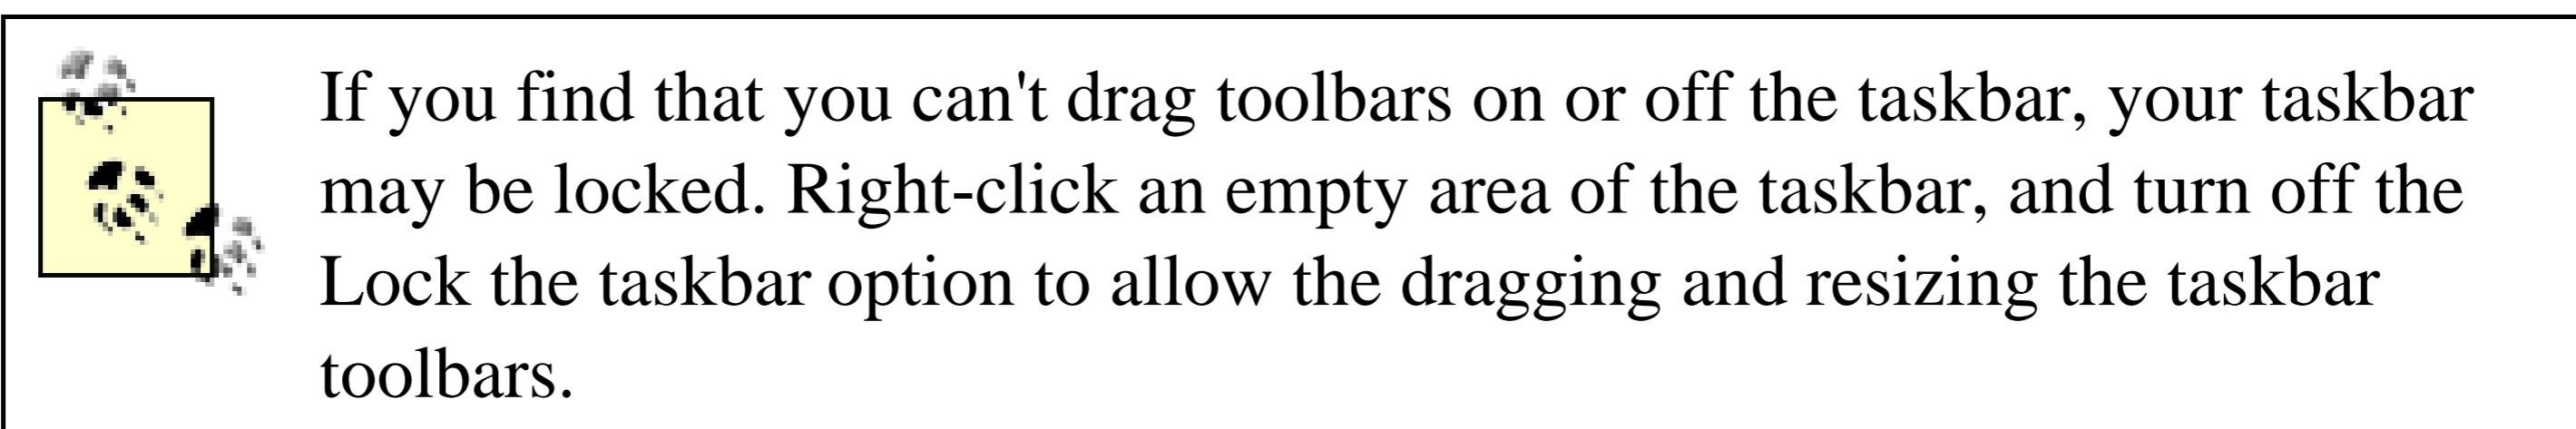 If you find that you can't drag toolbars on or off the taskbar, your taskbar
may be locked. Right-click an empty area of the taskbar, and turn off the
Lock the taskbar option to allow the dragging and resizing the taskbar
toolbars.